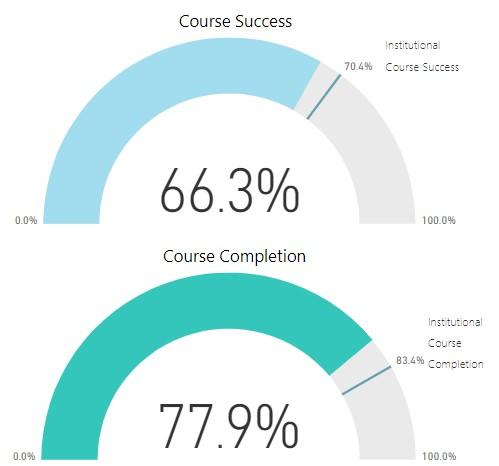 Course Success
Institutional
70.4%
Course Success
66.3%
0.0%
100.0%
Course Completion
Institutional
Course
83.4%
Completion
77.9%
0.0%
100.0%